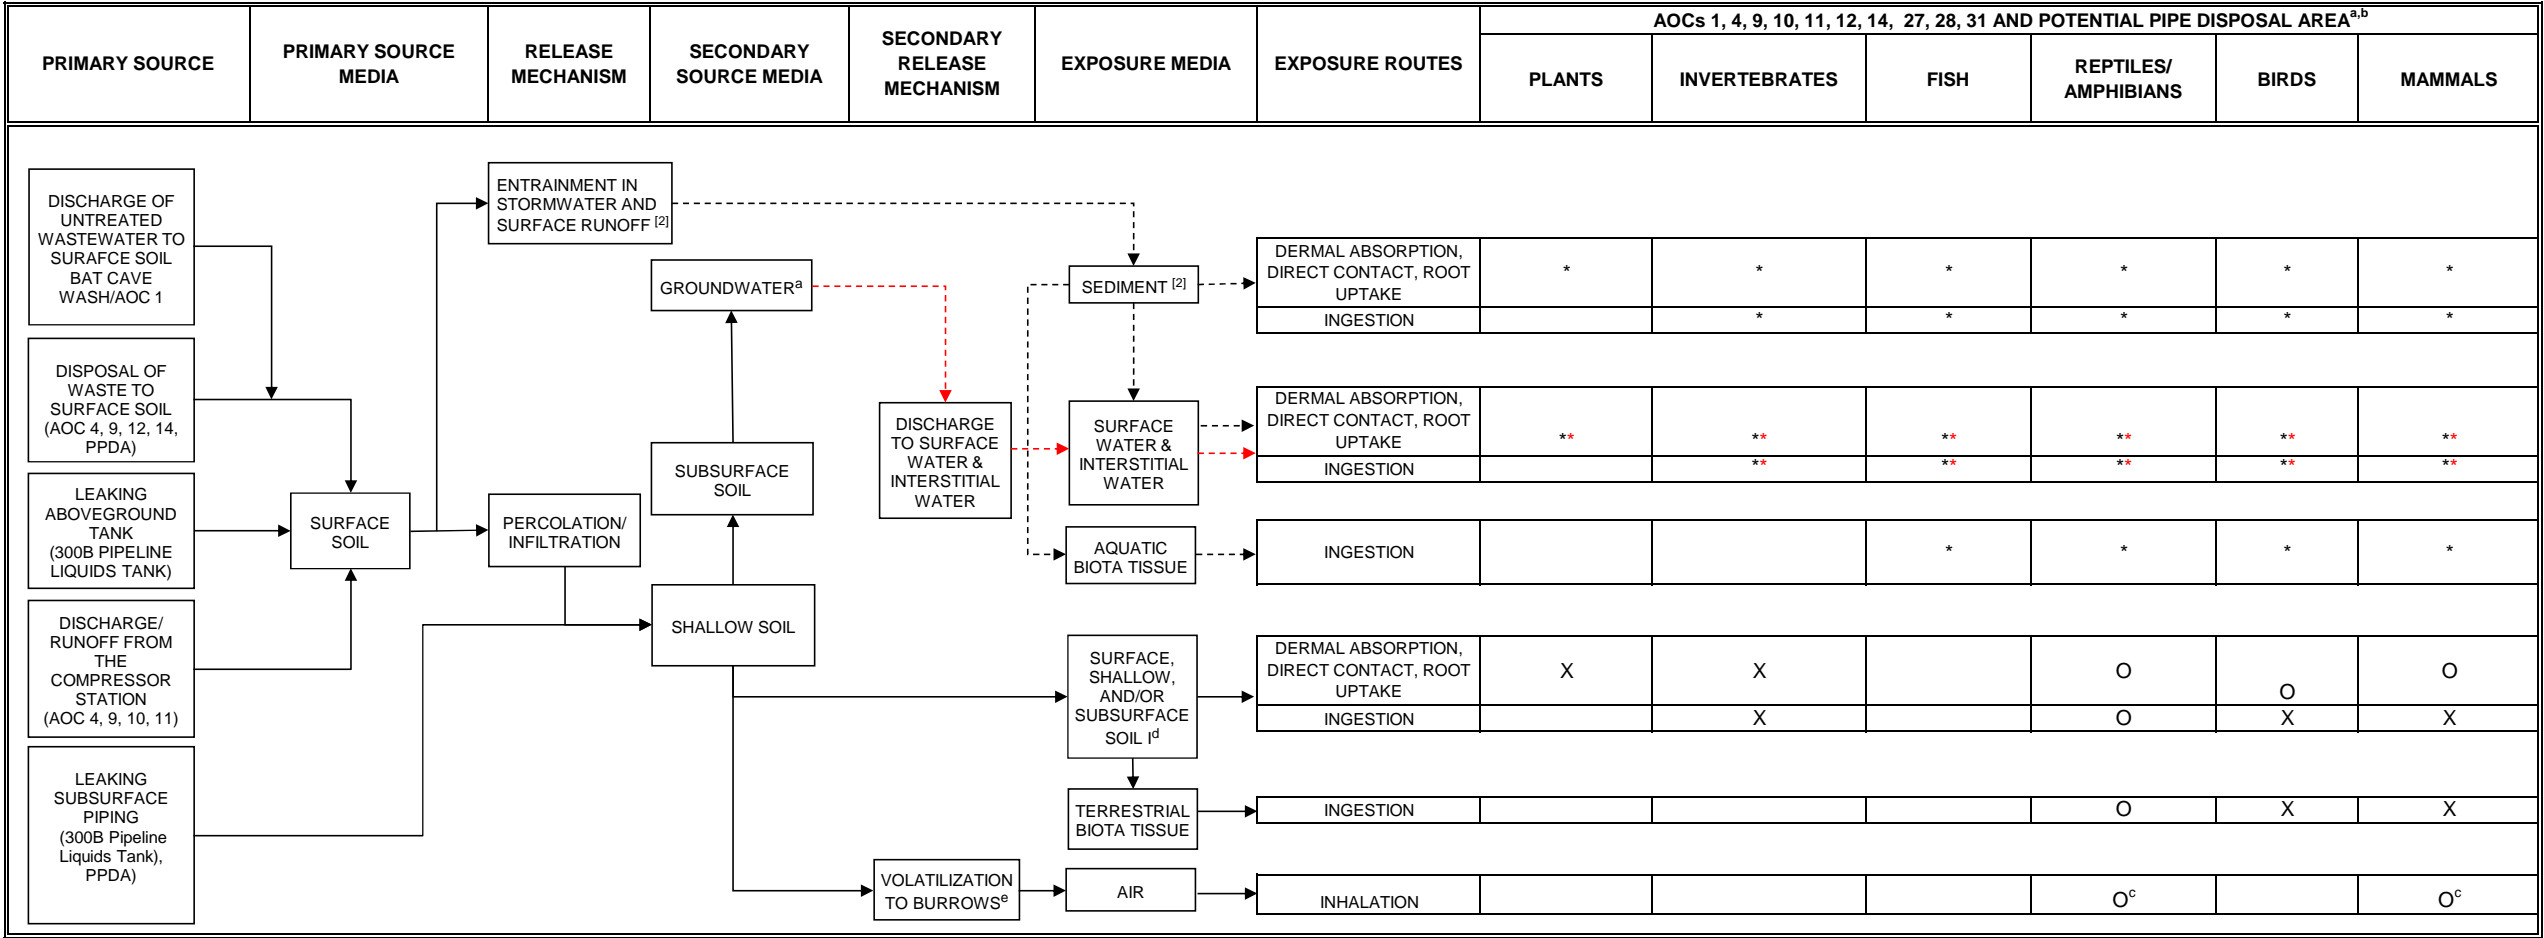 AOCs 1, 4, 9, 10, 11, 12, 14, 27, 28, 31 AND POTENTIAL PIPE DISPOSAL AREAa,b
PRIMARY SOURCE
PRIMARY SOURCE
MEDIA
RELEASE
MECHANISM
SECONDARY
SOURCE MEDIA
SECONDARY
RELEASE
MECHANISM
EXPOSURE MEDIA
EXPOSURE ROUTES
PLANTS
INVERTEBRATES
FISH
REPTILES/
AMPHIBIANS
BIRDS
MAMMALS
DISCHARGE OF
UNTREATED
WASTEWATER TO
SURAFCE SOIL
BAT CAVE
WASH/AOC 1
DISPOSAL OF
WASTE TO
SURFACE SOIL
(AOC 4, 9, 12, 14,
PPDA)
LEAKING
ABOVEGROUND
TANK
(300B PIPELINE
LIQUIDS TANK)
DISCHARGE/
RUNOFF FROM
THE
COMPRESSOR
STATION
(AOC 4, 9, 10, 11)
LEAKING
SUBSURFACE
PIPING
(300B Pipeline
Liquids Tank),
PPDA)
SURFACE
SOIL
ENTRAINMENT IN
STORMWATER AND
SURFACE RUNOFF [2]
PERCOLATION/
INFILTRATION
GROUNDWATERa
SUBSURFACE
SOIL
SHALLOW SOIL
DISCHARGE
TO SURFACE
WATER &
INTERSTITIAL
WATER
VOLATILIZATION
TO BURROWSe
SEDIMENT [2]
DERMAL ABSORPTION,
DIRECT CONTACT, ROOT
UPTAKE
* * * * * *
INGESTION
* * * * *
SURFACE
WATER &
INTERSTITIAL
WATER
DERMAL ABSORPTION,
DIRECT CONTACT, ROOT
UPTAKE
** ** ** ** ** **
INGESTION
** ** ** ** **
AQUATIC
BIOTA TISSUE
INGESTION
* * * *
SURFACE,
SHALLOW,
AND/OR
SUBSURFACE
SOIL Id
DERMAL ABSORPTION,
DIRECT CONTACT, ROOT
UPTAKE
X X O O O
INGESTION
X O X X
TERRESTRIAL
BIOTA TISSUE
INGESTION
O X X
AIR
INHALATION
Oc Oc